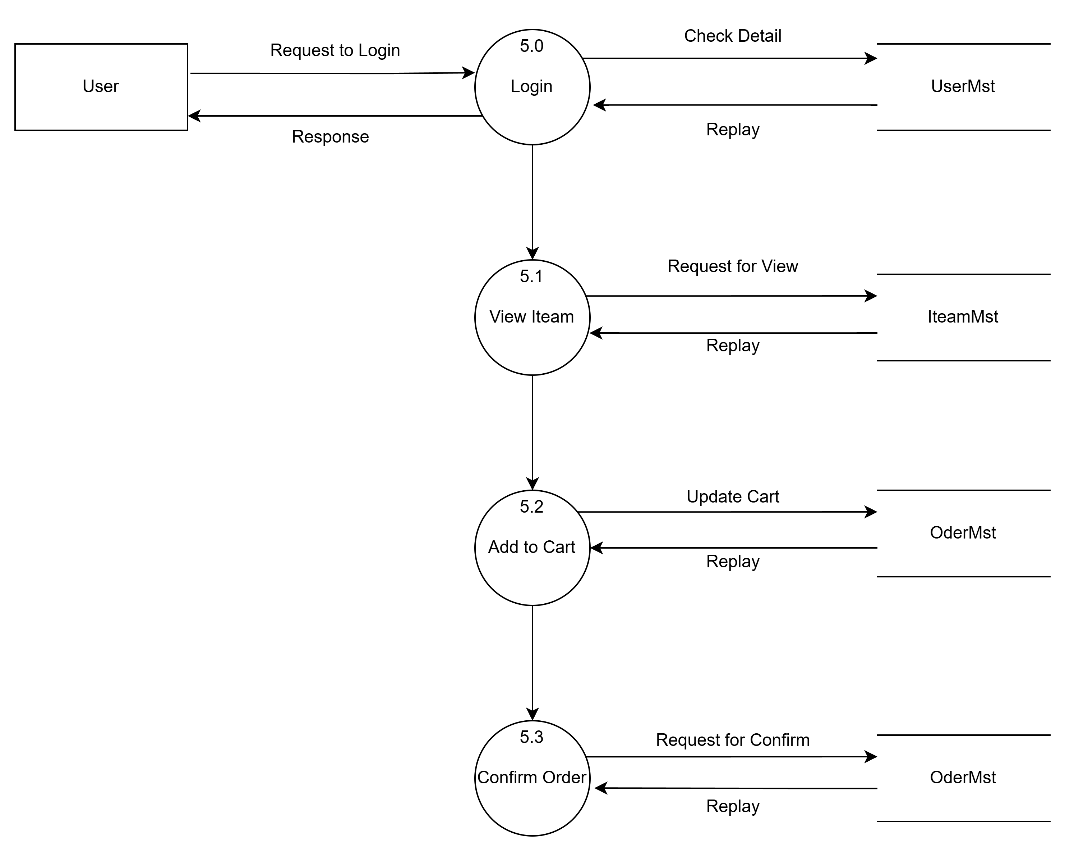 Request to Login
5.0
Check Detail
User
Login
UserMst
Response
Replay
5.1
Request for View
View Iteam
IteamMst
Replay
5.2
Update Cart
Add to Cart
OderMst
Replay
5.3
Request for Confirm
Confirm Order
OderMst
Replay